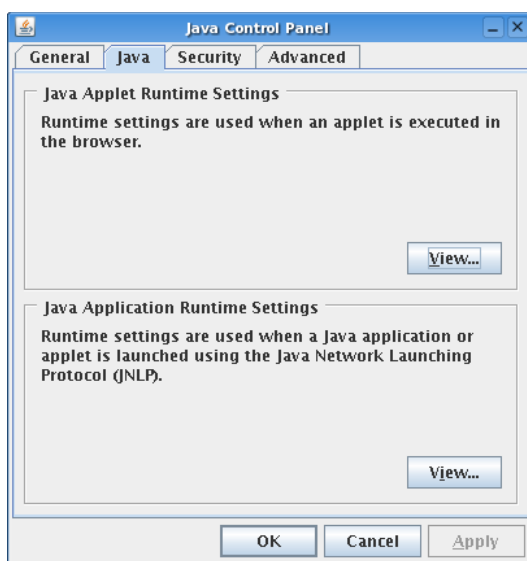 Java Control Panel
General Java Security Advanced
Java Applet Runtime Settings
Runtime settings are used when an applet is executed in
the browser.
View...
Java Application Runtime Settings
Runtime settings are used when a Java application or
applet is launched using the Java Network Launching
Protocol (JNLP).
View...
OK Cancel Apply